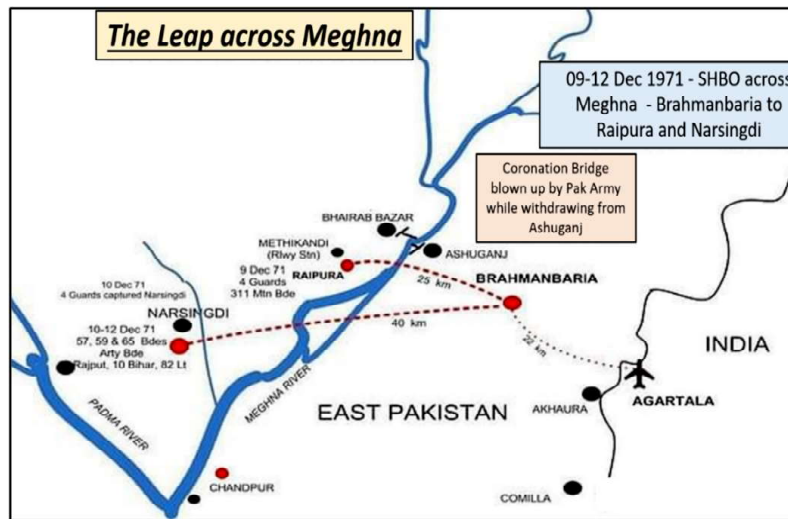 The Leap across Meghna
09-12 Dec 1971 - SHBO across
Meghna - Brahmanbaria to
Raipura and Narsingdi
Coronation Bridge
blown up by Pak Army
while withdrawing from
Ashuganj
BHAIRAB BAZAR
ASHUGANJ
METHIKANDI
(Rlwy Stn)
9 Dec 71
4 Guards
311 Mtn Bde
RAIPURA
25 km
BRAHMANBARIA
10 Dec 71
4 Guards captured Narsingdi
NARSINGDI
10-12 Dec 71
57, 59 & 65 Bdes
Arty Bde
Rajput, 10 Bihar, 82 Lt
40 km
22 km
INDIA
AGARTALA
AKHAURA
MEGHNA RIVER
PADMA RIVER
EAST PAKISTAN
CHANDPUR
COMILLA